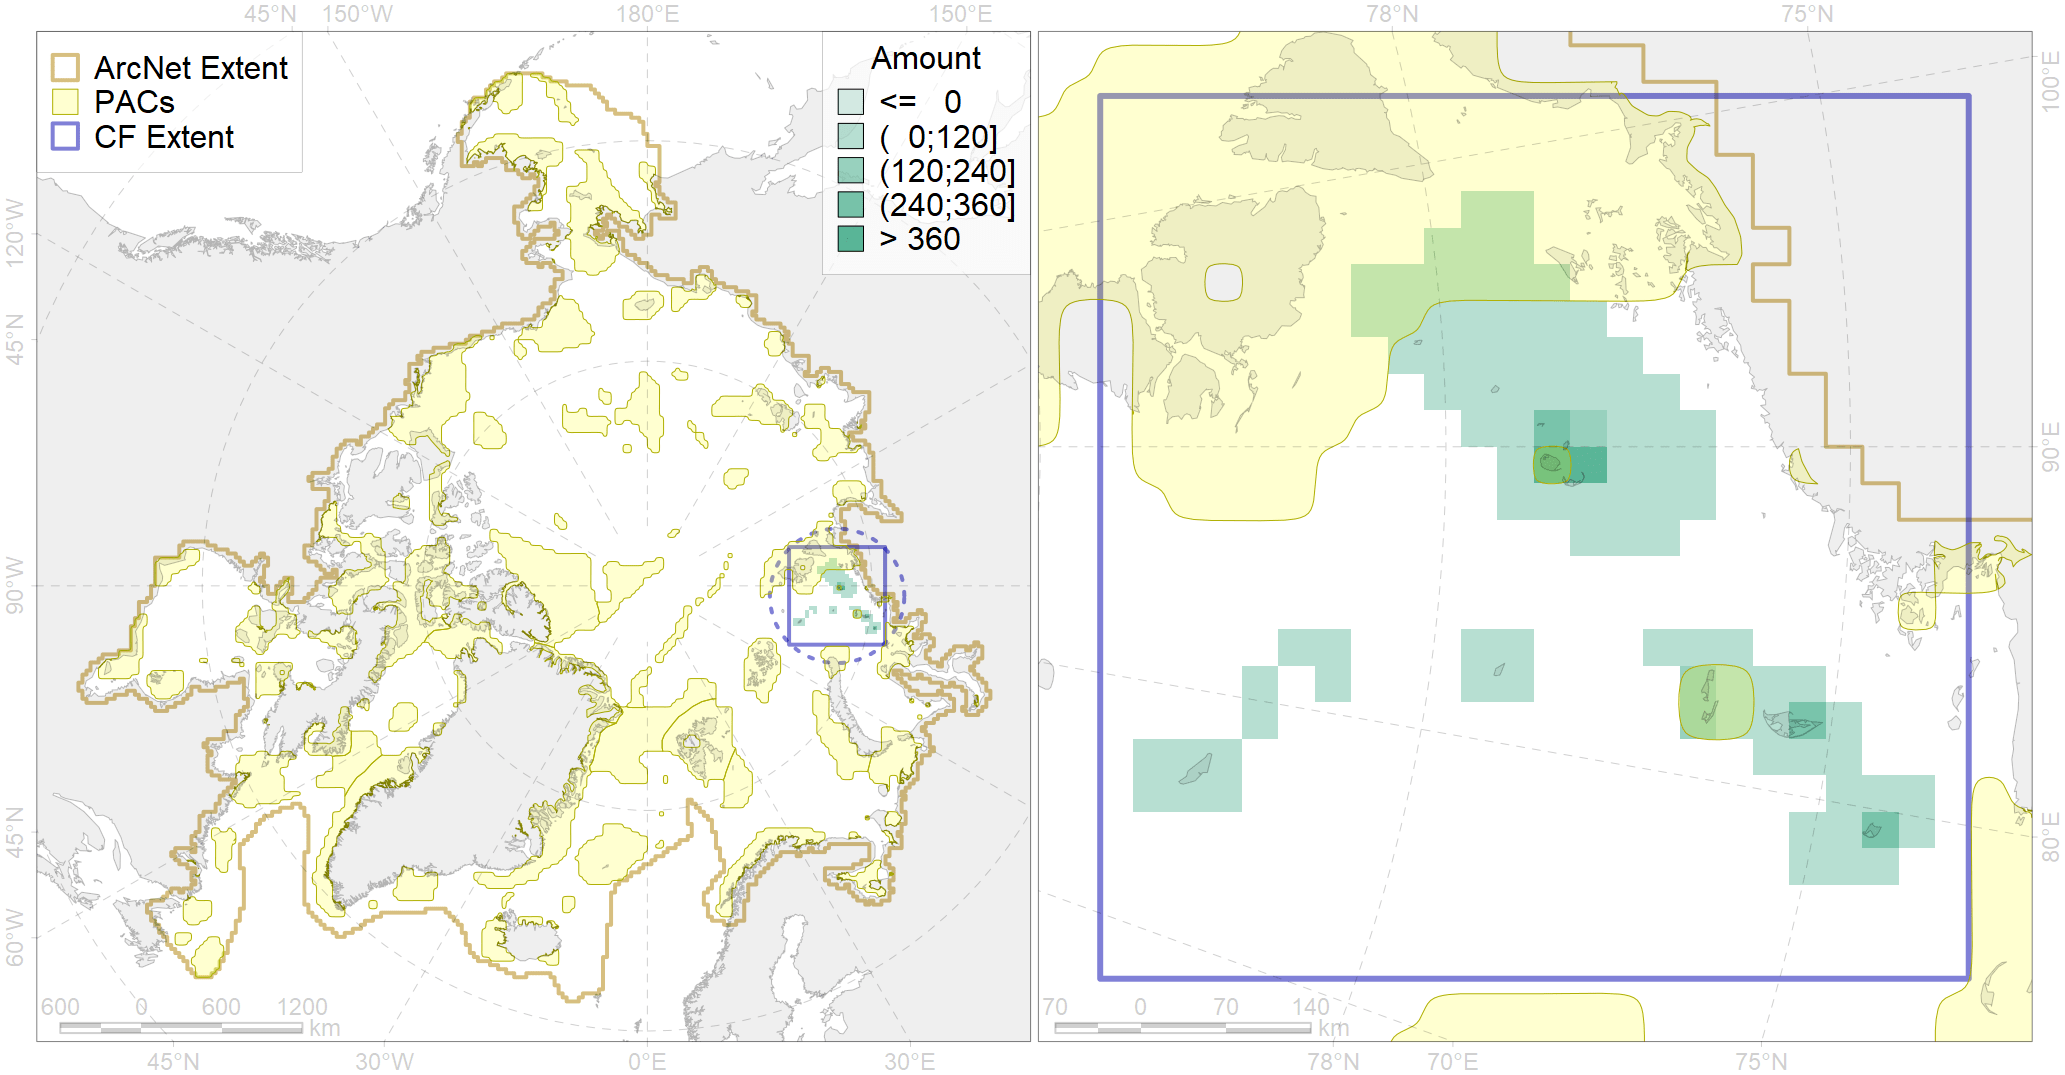 45°N 150°W 180°E 150°E 78°N 75°N
ArcNet Extent
PACs
CF Extent
Amount
<= 0
( 0;120]
(120;240]
(240;360]
> 360
120°W
45°N
90°W
45°N
60°W
100°E
90°E
80°E
600 0 600 1200
km
70 0 70 140
km
45°N 30°W 0°E 30°E 78°N 70°E 75°N